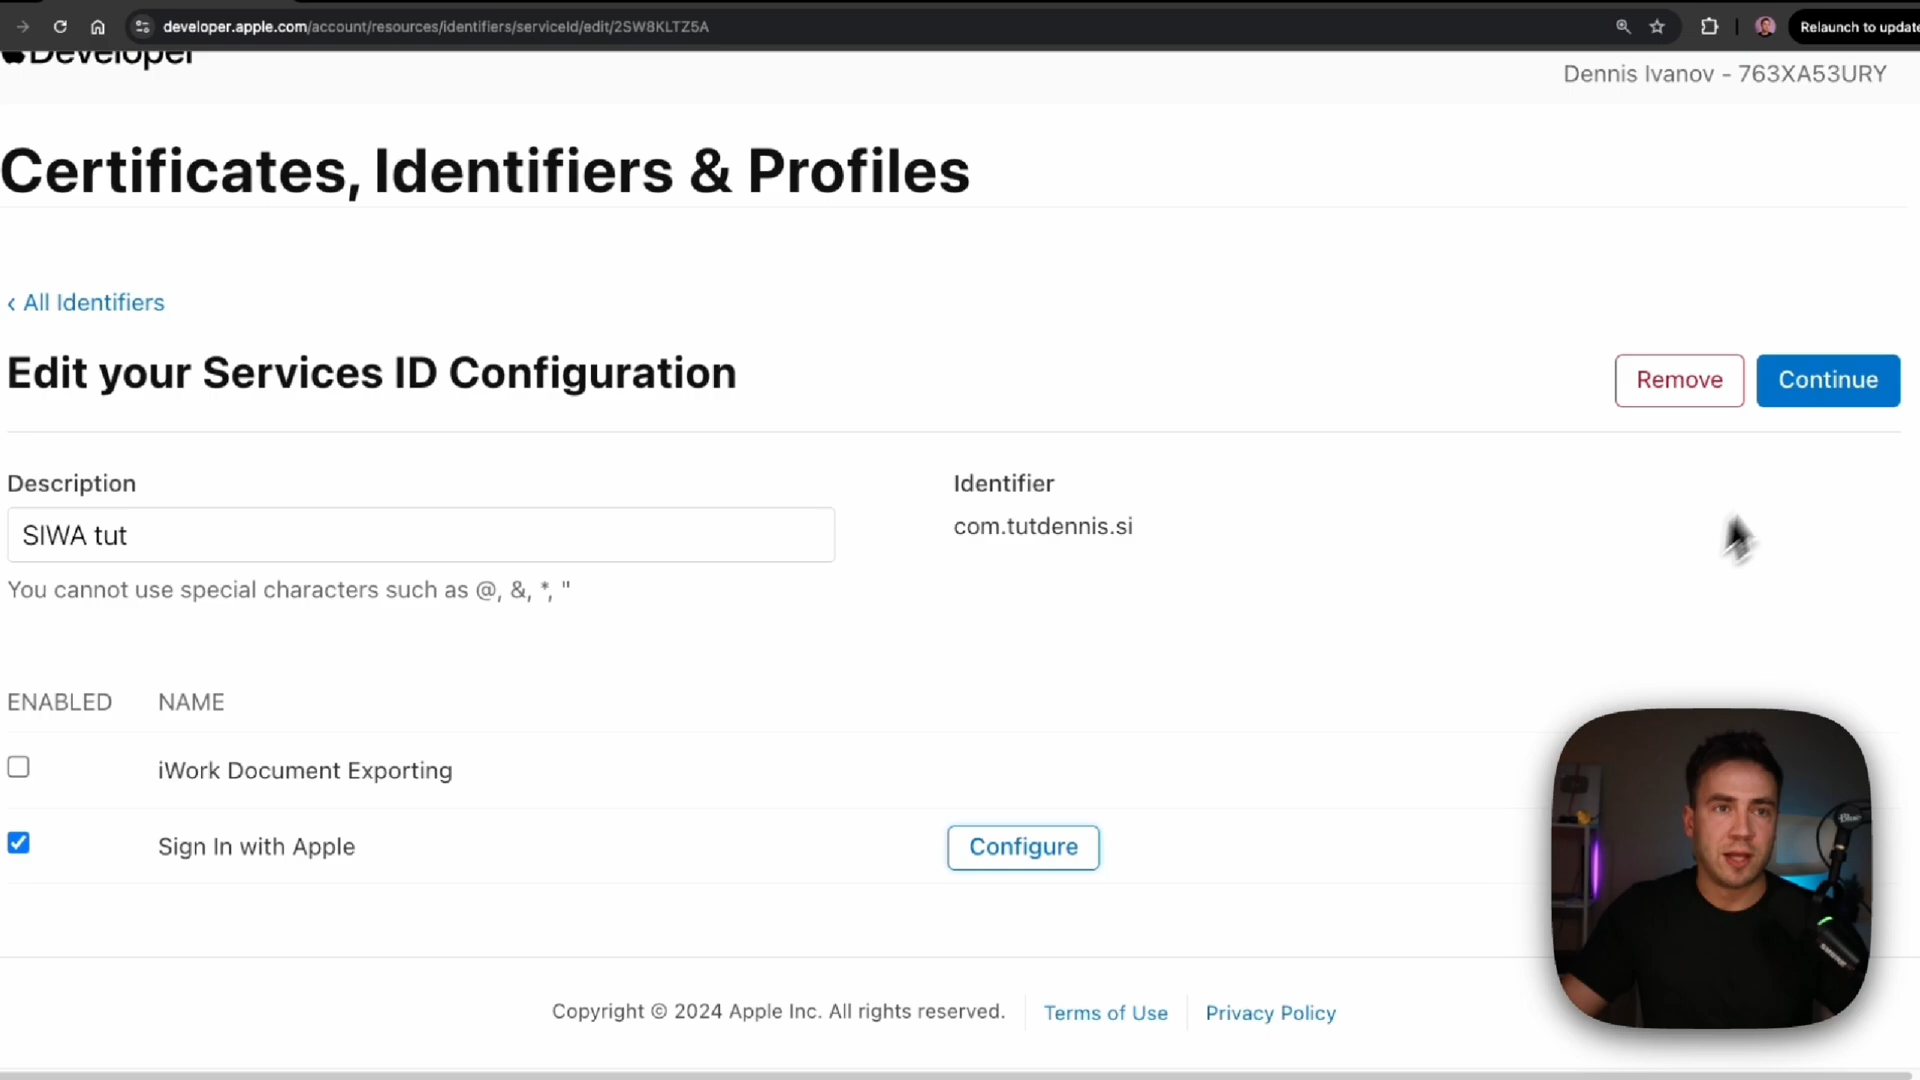 developer.apple.com/account/resources/identifiers/serviceId/edit/2SW8KLTZ5A
Relaunch to update
Developer
Dennis Ivanov - 763XA53URY
Certificates, Identifiers & Profiles
‹ All Identifiers
Edit your Services ID Configuration
Remove
Continue
Description
Identifier
SIWA tut
com.tutdennis.si
You cannot use special characters such as @, &, *, "
ENABLED NAME
iWork Document Exporting
Sign In with Apple
Configure
Copyright © 2024 Apple Inc. All rights reserved.
Terms of Use
Privacy Policy